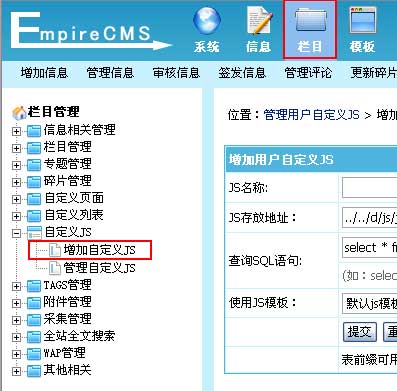 EmpireCMS
系统 信息 栏目 模板
增加信息 管理信息 审核信息 签发信息 管理评论 更新碎片
栏目管理
信息相关管理
栏目管理
专题管理
碎片管理
自定义页面
自定义列表
自定义JS
增加自定义JS
管理自定义JS
TAGS管理
附件管理
采集管理
全站全文搜索
WAP管理
其他相关
位置：管理用户自定义JS > 增加
增加用户自定义JS
JS名称:
JS存放地址： ../../d/js/j
查询SQL语句: select * fr
(如：selec
使用JS模板： 默认js模板
提交 重
表前缀可用